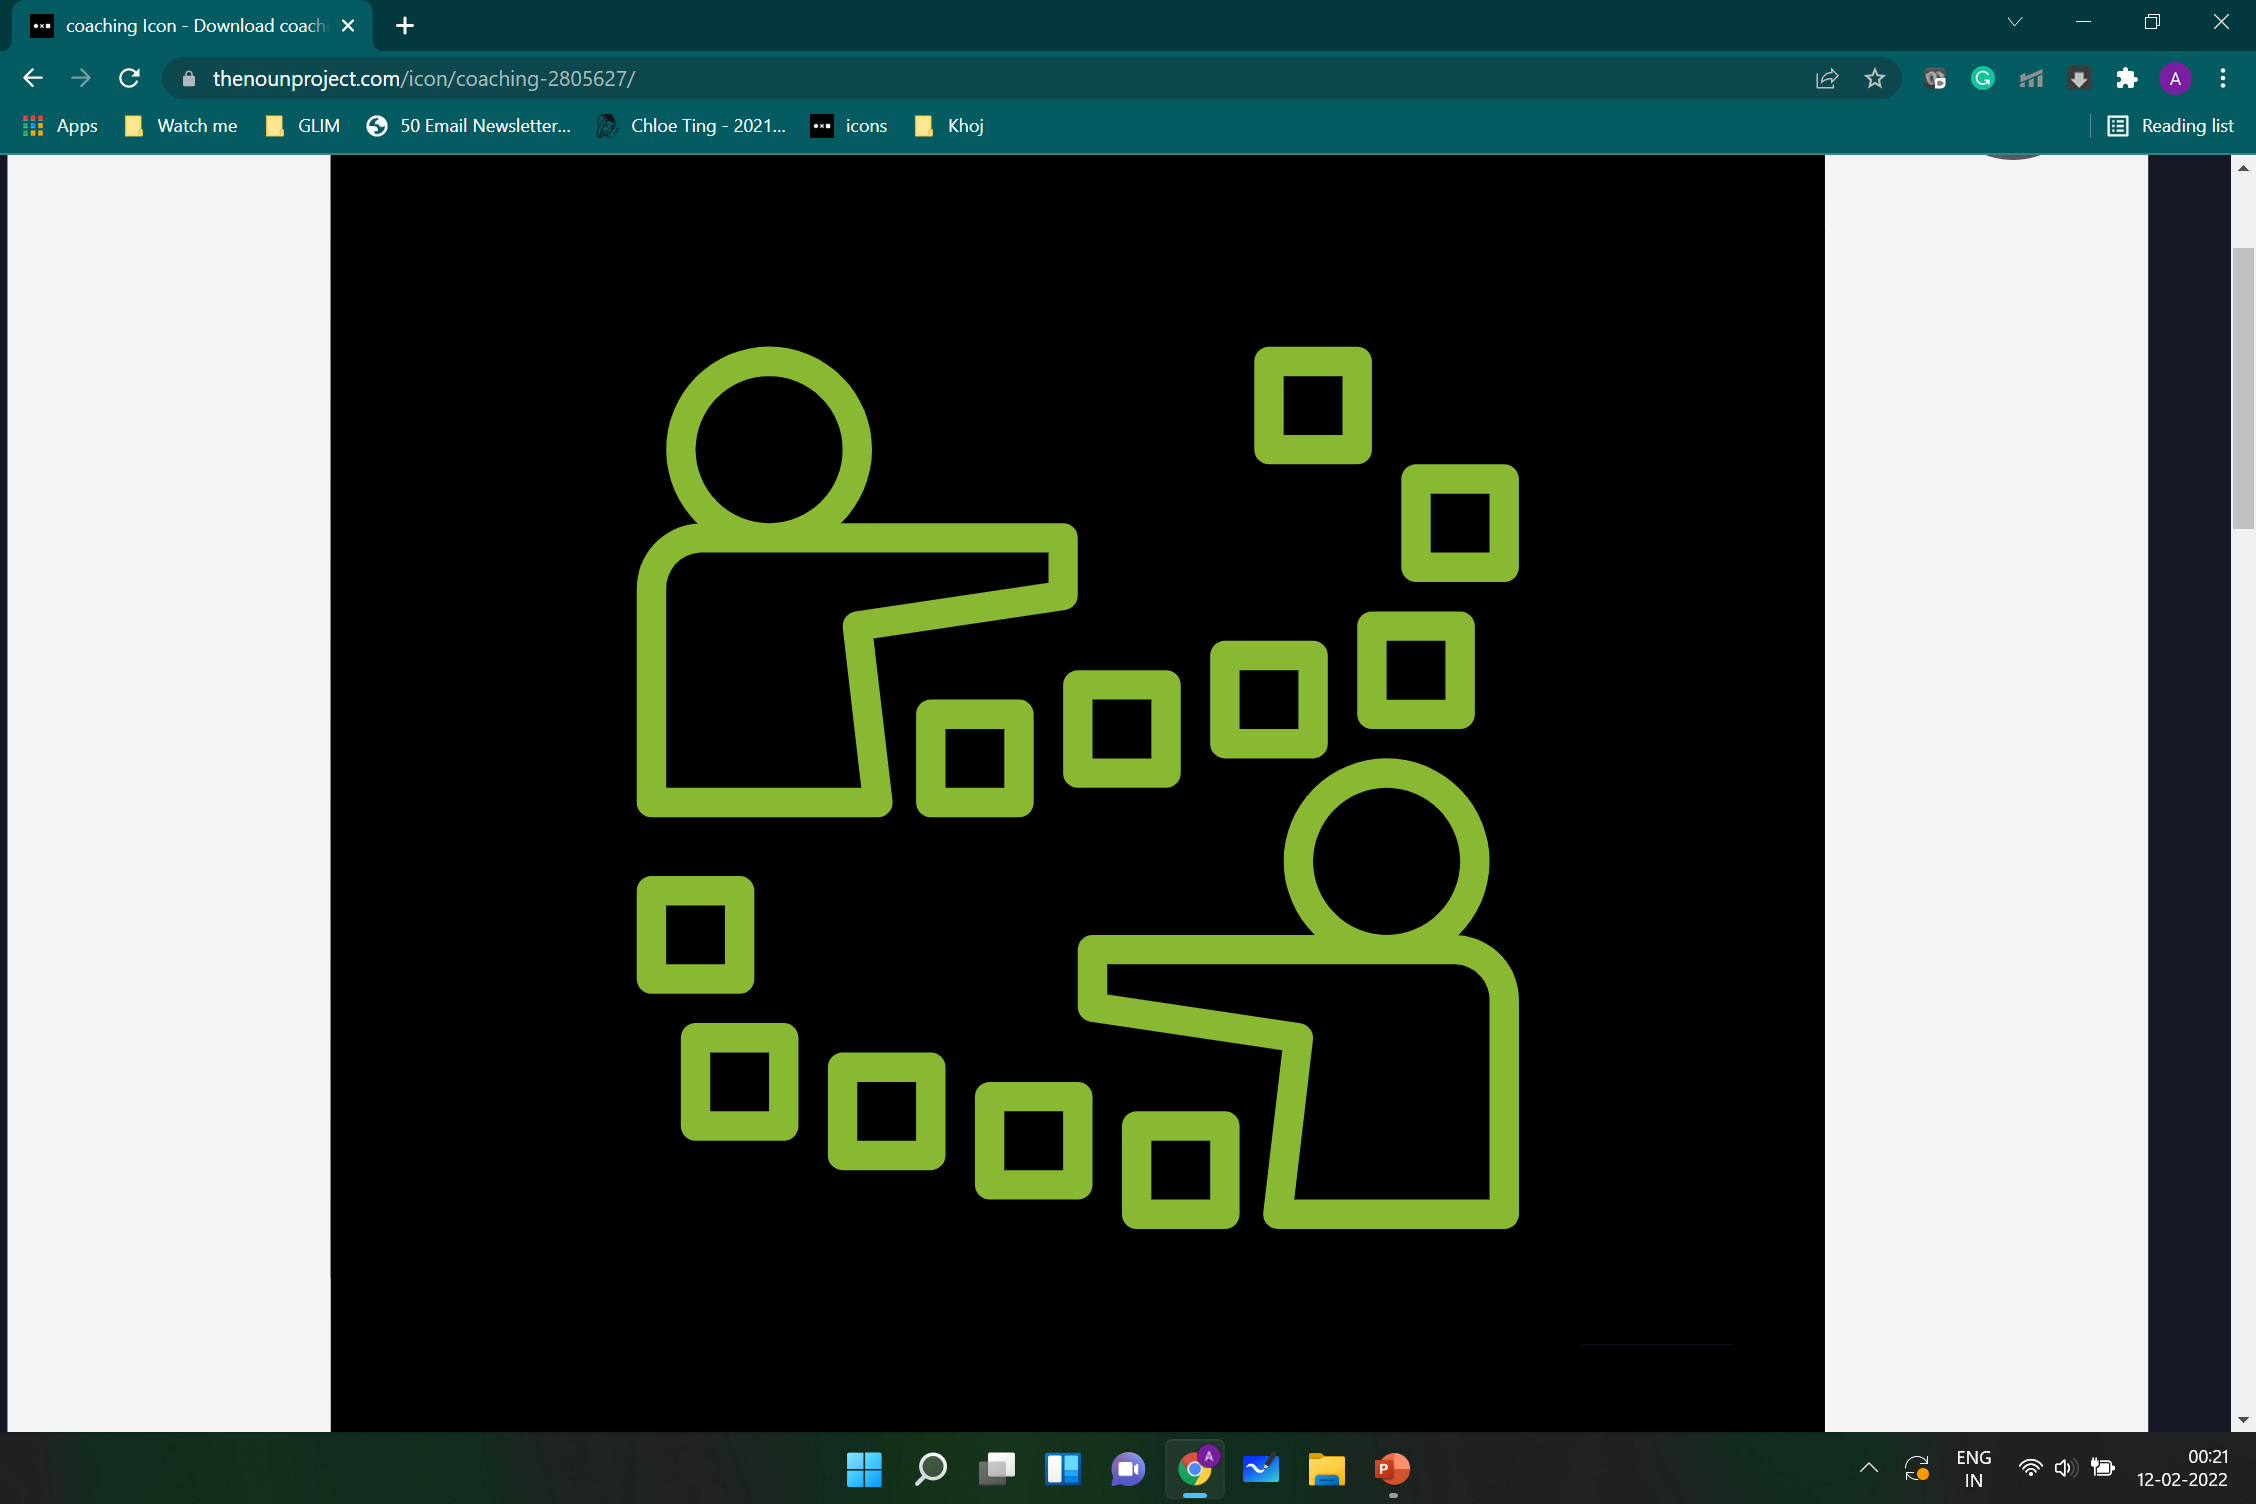 coaching Icon - Download coachi
thenounproject.com/icon/coaching-2805627/
A
Apps
Watch me
GLIM
50 Email Newsletter...
Chloe Ting - 2021...
icons
Khoj
Reading list
A
P
ENG
IN
00:21
12-02-2022